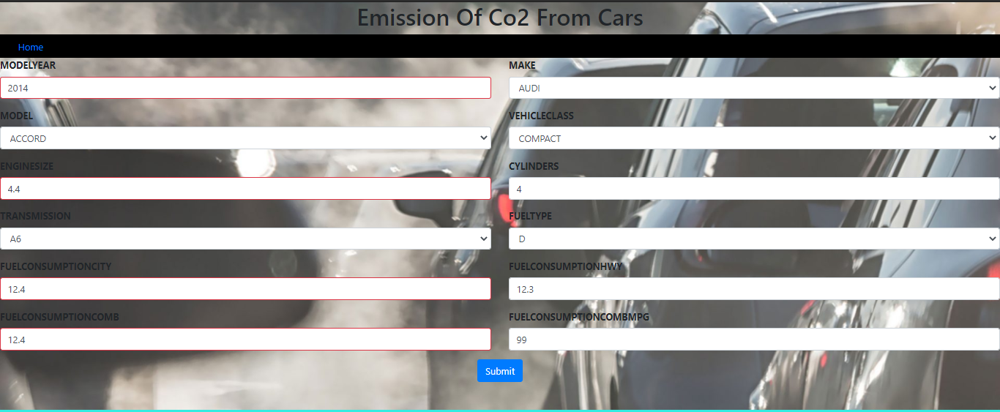 Emission Of Co2 From Cars
Home
MODELYEAR MAKE
2014 AUDI
MODEL VEHICLECLASS
ACCORD COMPACT
ENGINESIZE CYLINDERS
4.4 4
TRANSMISSION FUELTYPE
A6 D
FUELCONSUMPTIONCITY FUELCONSUMPTIONHWY
12.4 12.3
FUELCONSUMPTIONCOMB FUELCONSUMPTIONCOMBMPG
12.4 99
Submit